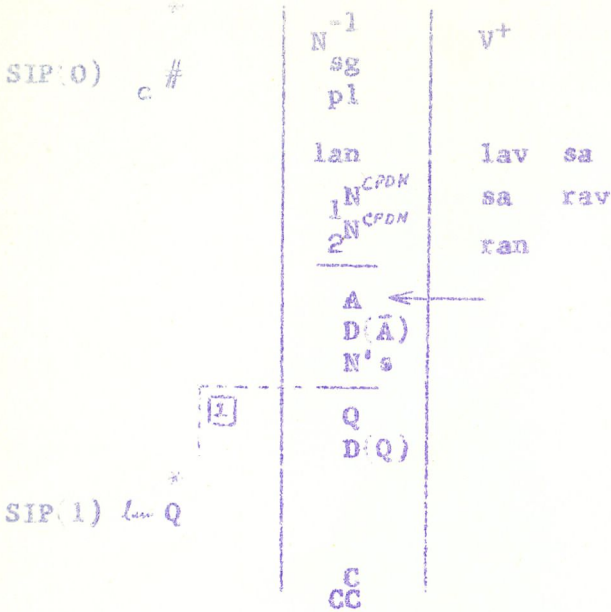 * N⁻¹ V⁺
SIP(0) c # sg
pl
lan lav sa
₁N^CPDN sa rav
₂N^CPDN ran
A ←
D(Ā)
N's
1 Q
D(Q)
*
SIP(1) Q
C
CC